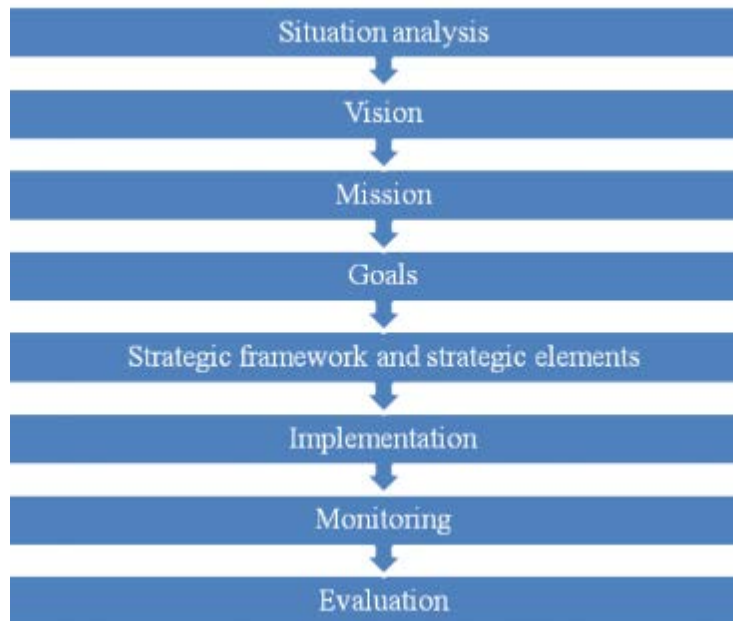 Situation analysis
Vision
Mission
Goals
Strategic framework and strategic elements
Implementation
Monitoring
Evaluation